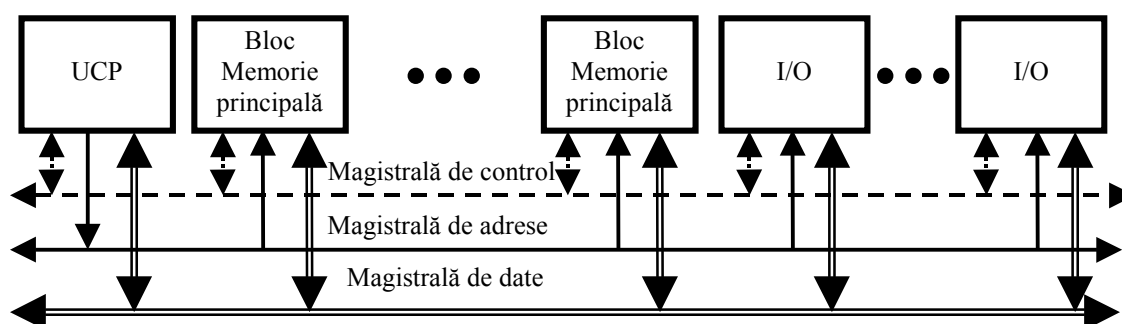 UCP
Bloc
Memorie
principală
Bloc
Memorie
principală
I/O
I/O
Magistrală de control
Magistrală de adrese
Magistrală de date